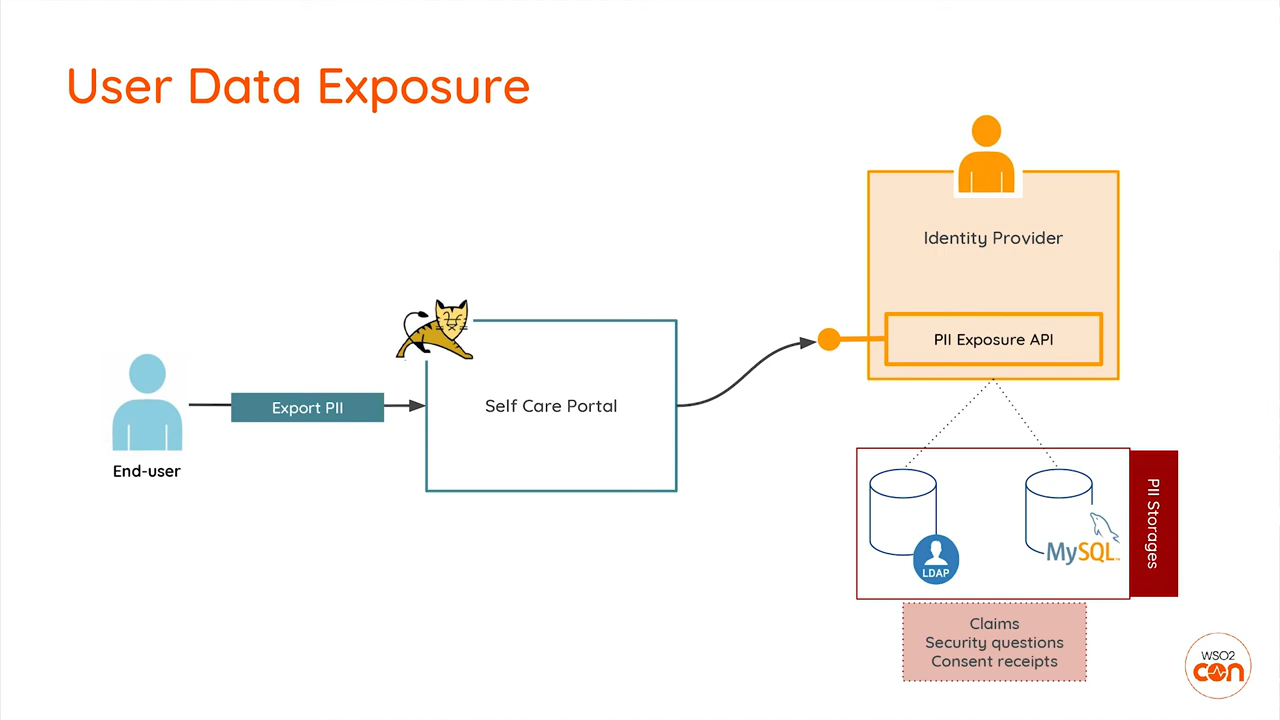 User Data Exposure
Identity Provider
PII Exposure API
Export PII
Self Care Portal
End-user
PII Storages
LDAP
MySQL™
Claims
Security questions
Consent receipts
WSO2
con